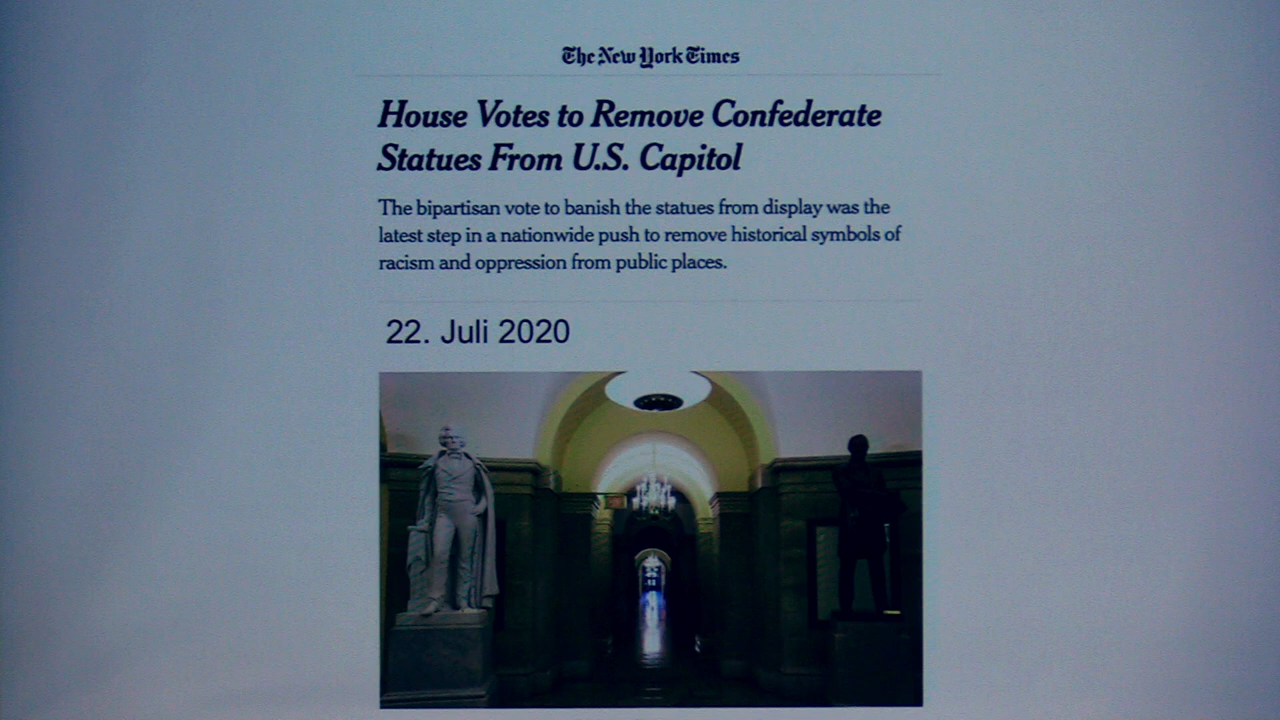 The New York Times
House Votes to Remove Confederate
Statues From U.S. Capitol
The bipartisan vote to banish the statues from display was the
latest step in a nationwide push to remove historical symbols of
racism and oppression from public places.
22. Juli 2020